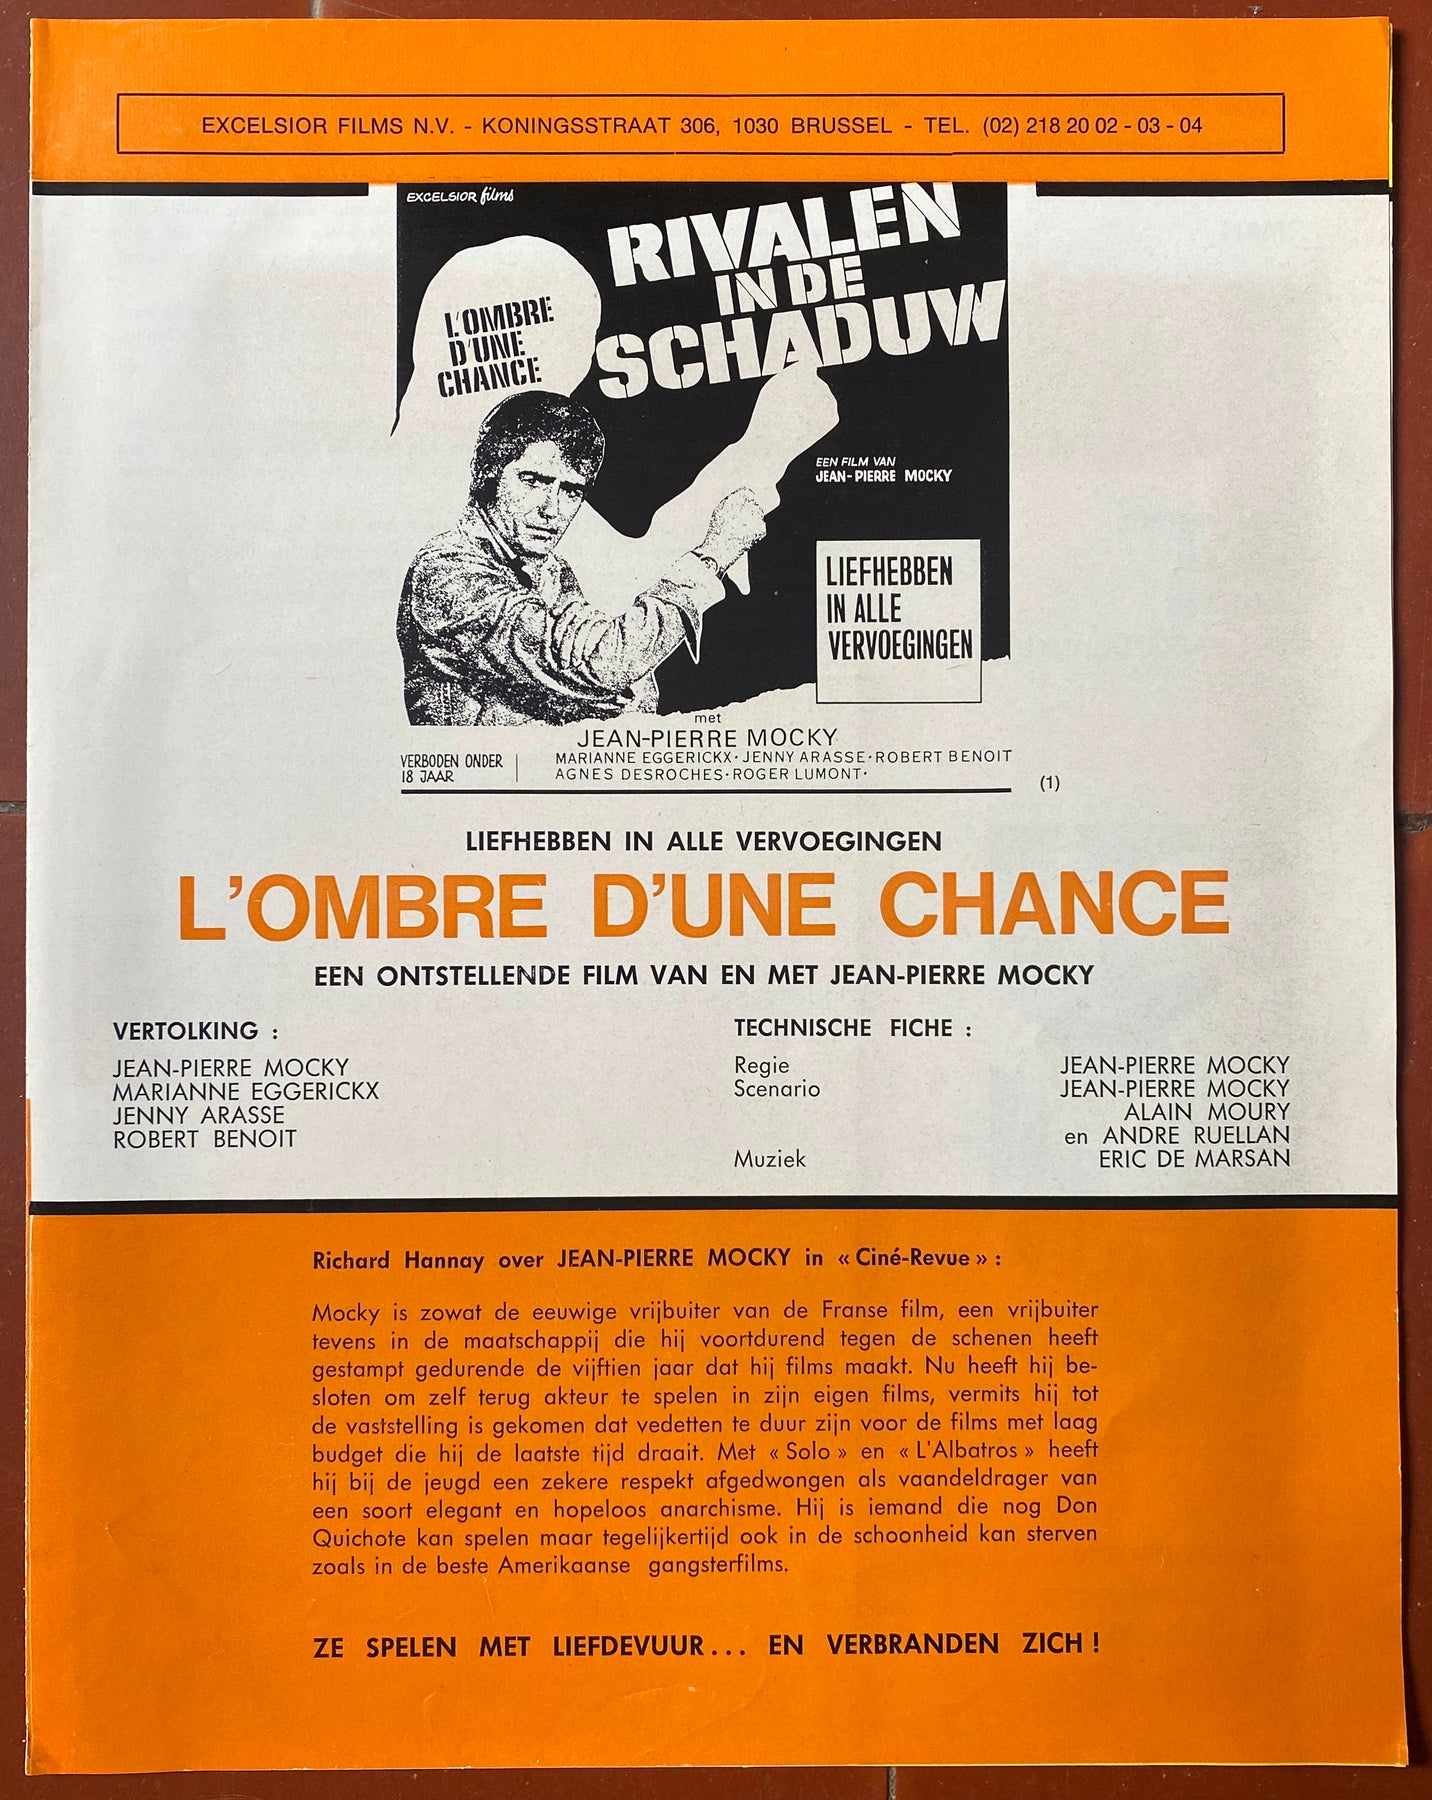 EXCELSIOR FILMS N.V. - KONINGSSTRAAT 306, 1030 BRUSSEL - TEL. (02) 218 20 02 - 03 - 04
EXCELSIOR films
RIVALEN
IN DE
SCHADUW
L'OMBRE
D'UNE
CHANCE
EEN FILM VAN
JEAN-PIERRE MOCKY
LIEFHEBBEN
IN ALLE
VERVOEGINGEN
met
JEAN-PIERRE MOCKY
MARIANNE EGGERICKX · JENNY ARASSE · ROBERT BENOIT
AGNES DESROCHES · ROGER LUMONT ·
VERBODEN ONDER
18 JAAR
(1)
LIEFHEBBEN IN ALLE VERVOEGINGEN
L'OMBRE D'UNE CHANCE
EEN ONTSTELLENDE FILM VAN EN MET JEAN-PIERRE MOCKY
VERTOLKING :
JEAN-PIERRE MOCKY
MARIANNE EGGERICKX
JENNY ARASSE
ROBERT BENOIT
TECHNISCHE FICHE :
Regie JEAN-PIERRE MOCKY
Scenario JEAN-PIERRE MOCKY
ALAIN MOURY
en ANDRE RUELLAN
Muziek ERIC DE MARSAN
Richard Hannay over JEAN-PIERRE MOCKY in « Ciné-Revue » :
Mocky is zowat de eeuwige vrijbuiter van de Franse film, een vrijbuiter
tevens in de maatschappij die hij voortdurend tegen de schenen heeft
gestampt gedurende de vijftien jaar dat hij films maakt. Nu heeft hij be-
sloten om zelf terug akteur te spelen in zijn eigen films, vermits hij tot
de vaststelling is gekomen dat vedetten te duur zijn voor de films met laag
budget die hij de laatste tijd draait. Met « Solo » en « L'Albatros » heeft
hij bij de jeugd een zekere respekt afgedwongen als vaandeldrager van
een soort elegant en hopeloos anarchisme. Hij is iemand die nog Don
Quichote kan spelen maar tegelijkertijd ook in de schoonheid kan sterven
zoals in de beste Amerikaanse gangsterfilms.
ZE SPELEN MET LIEFDEVUUR... EN VERBRANDEN ZICH !